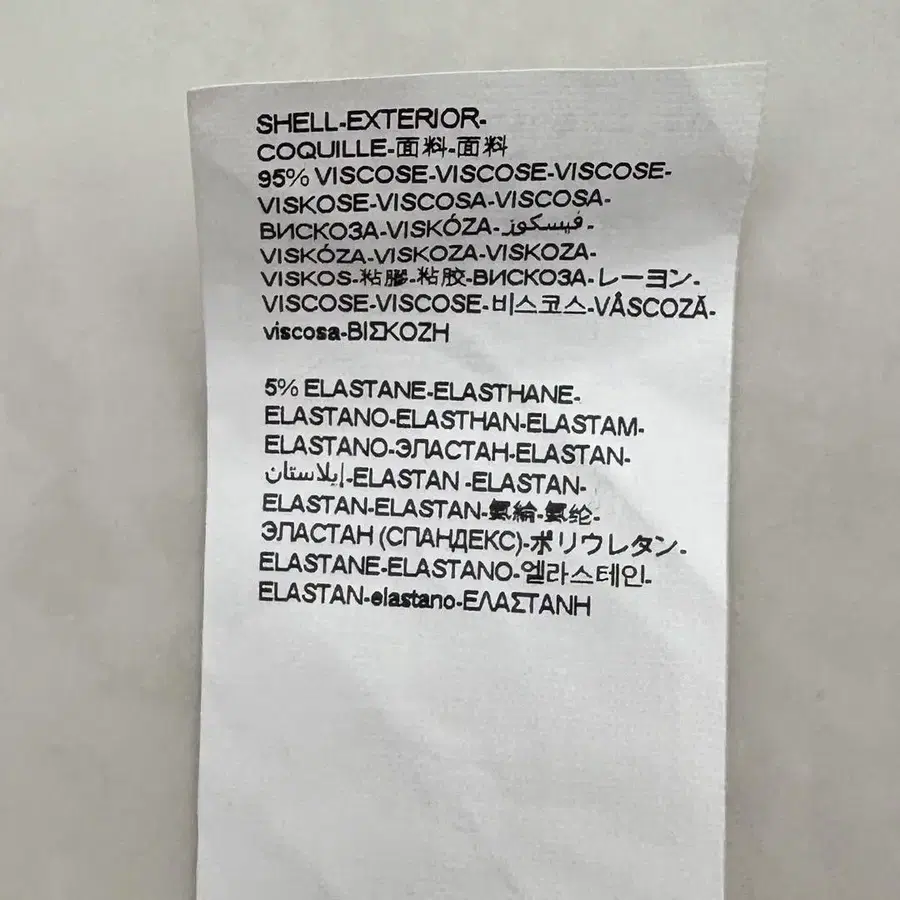 SHELL-EXTERIOR-
COQUILLE-面料-面料
95% VISCOSE-VISCOSE-VISCOSE-
VISKOSE-VISCOSA-VISCOSA-
ВИСКОЗА-VISKÓZA-فيسكوز-
VISKÓZA-VISKOZA-VISKOZA-
VISKOS-粘膠-粘胶-ВИСКОЗА-レーヨン-
VISCOSE-VISCOSE-비스코스-VÂSCOZĂ-
viscosa-ΒΙΣΚΟΖΗ
5% ELASTANE-ELASTHANE-
ELASTANO-ELASTHAN-ELASTAM-
ELASTANO-ЭЛАСТАН-ELASTAN-
إيلاستان-ELASTAN -ELASTAN-
ELASTAN-ELASTAN-氨綸-氨纶-
ЭЛАСТАН (СПАНДЕКС)-ポリウレタン-
ELASTANE-ELASTANO-엘라스테인-
ELASTAN-elastano-ΕΛΑΣΤΑΝΗ